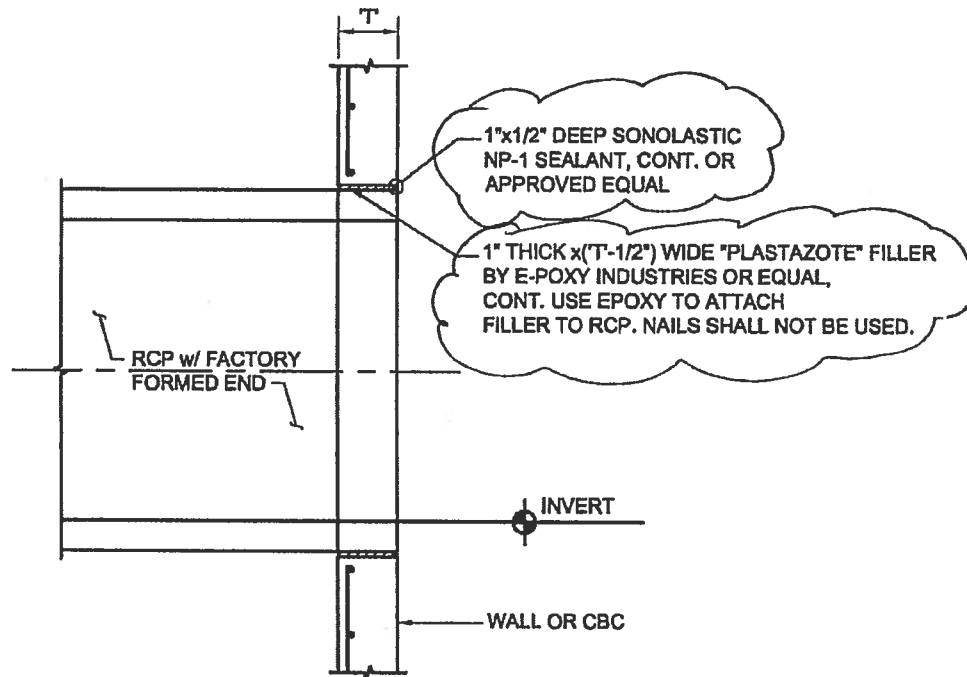 'T'
1"x1/2" DEEP SONOLASTIC
NP-1 SEALANT, CONT. OR
APPROVED EQUAL
1" THICK x('T'-1/2") WIDE "PLASTAZOTE" FILLER
BY E-POXY INDUSTRIES OR EQUAL,
CONT. USE EPOXY TO ATTACH
FILLER TO RCP. NAILS SHALL NOT BE USED.
RCP w/ FACTORY
FORMED END
INVERT
WALL OR CBC